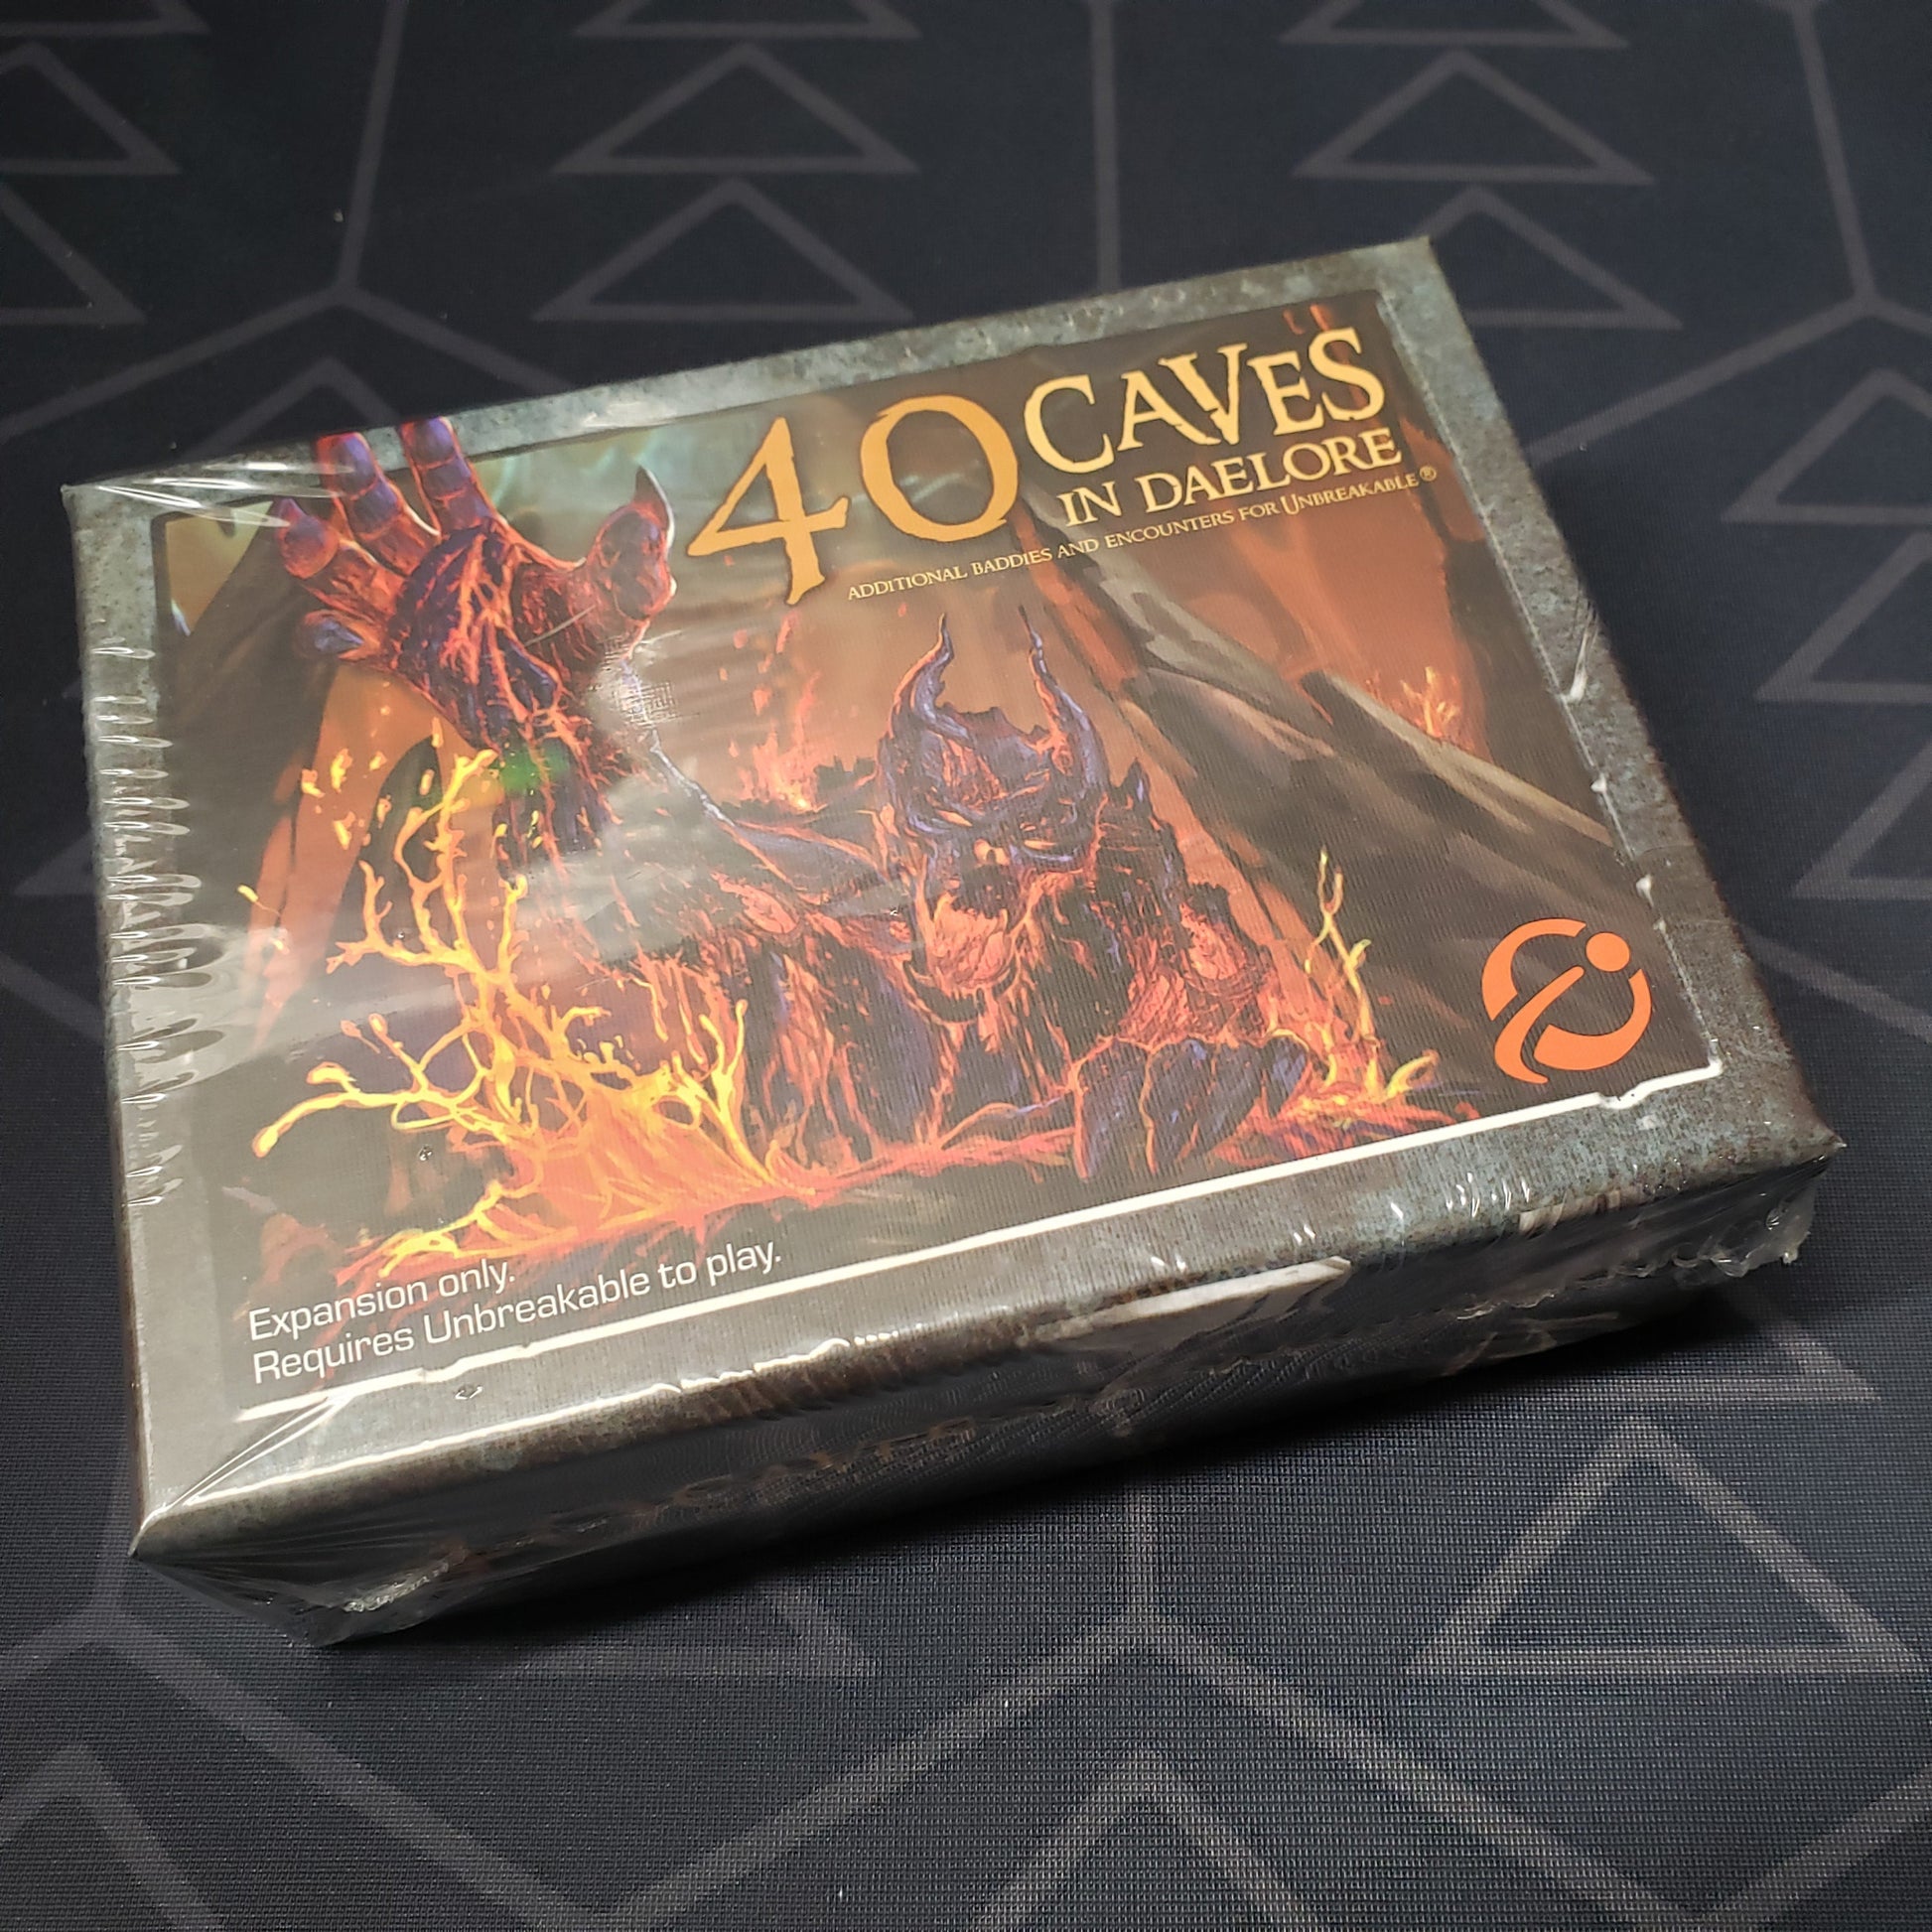 40 CAVES
IN DAELORE
ADDITIONAL BADDIES AND ENCOUNTERS FOR UNBREAKABLE®
Expansion only.
Requires Unbreakable to play.